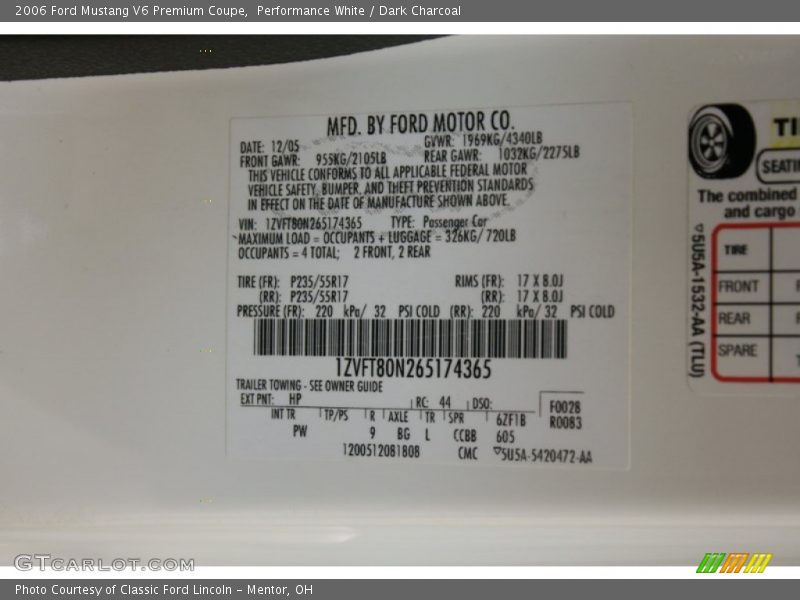 2006 Ford Mustang V6 Premium Coupe,  Performance White / Dark Charcoal
MFD. BY FORD MOTOR CO.
DATE: 12/05 GVWR: 1969KG/4340LB
FRONT GAWR: 955KG/2105LB REAR GAWR: 1032KG/2275LB
THIS VEHICLE CONFORMS TO ALL APPLICABLE FEDERAL MOTOR
VEHICLE SAFETY, BUMPER, AND THEFT PREVENTION STANDARDS
IN EFFECT ON THE DATE OF MANUFACTURE SHOWN ABOVE.
VIN: 1ZVFT80N265174365 TYPE: Passenger Car
MAXIMUM LOAD = OCCUPANTS + LUGGAGE = 326KG/ 720LB
OCCUPANTS = 4 TOTAL; 2 FRONT, 2 REAR
TIRE (FR): P235/55R17 RIMS (FR): 17 X 8.0J
(RR): P235/55R17 (RR): 17 X 8.0J
PRESSURE (FR): 220 kPa/ 32 PSI COLD (RR): 220 kPa/ 32 PSI COLD
1ZVFT80N265174365
TRAILER TOWING - SEE OWNER GUIDE
EXT PNT: HP RC: 44 DSO: F0028
INT TR TP/PS R AXLE TR SPR 6ZF1B R0083
PW 9 BG L CCBB 605
1200512081808 CMC 5U5A-5420472-AA
TI
SEATI
The combined
and cargo
TIRE
FRONT
REAR
SPARE
5U5A-1532-AA (TLU)
GTCARLOT.COM
Photo Courtesy of Classic Ford Lincoln - Mentor, OH